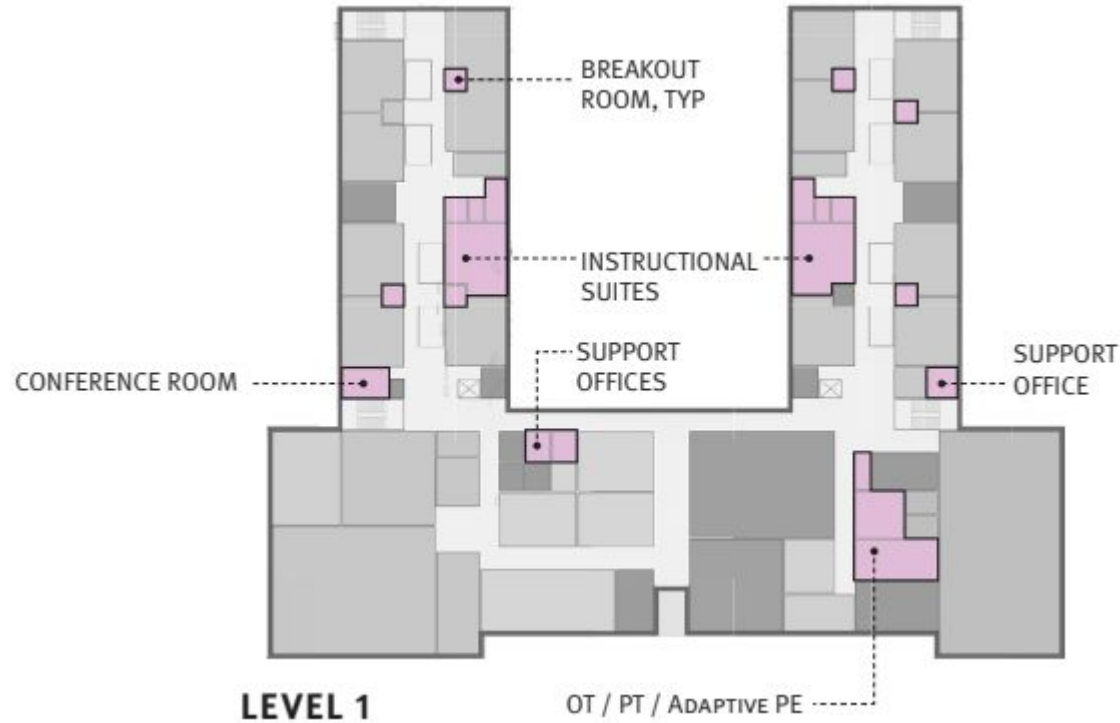 BREAKOUT
ROOM, TYP
INSTRUCTIONAL
SUITES
SUPPORT
OFFICES
CONFERENCE ROOM
SUPPORT
OFFICE
LEVEL 1
OT / PT / ADAPTIVE PE